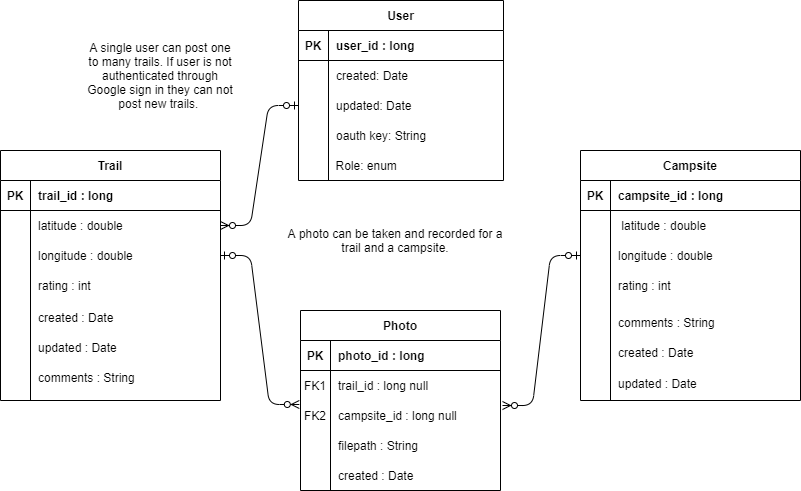 User
PK user_id : long
created: Date
updated: Date
oauth key: String
Role: enum
A single user can post one
to many trails. If user is not
authenticated through
Google sign in they can not
post new trails.
Trail
PK trail_id : long
latitude : double
longitude : double
rating : int
created : Date
updated : Date
comments : String
A photo can be taken and recorded for a
trail and a campsite.
Campsite
PK campsite_id : long
latitude : double
longitude : double
rating : int
comments : String
created : Date
updated : Date
Photo
PK photo_id : long
FK1 trail_id : long null
FK2 campsite_id : long null
filepath : String
created : Date